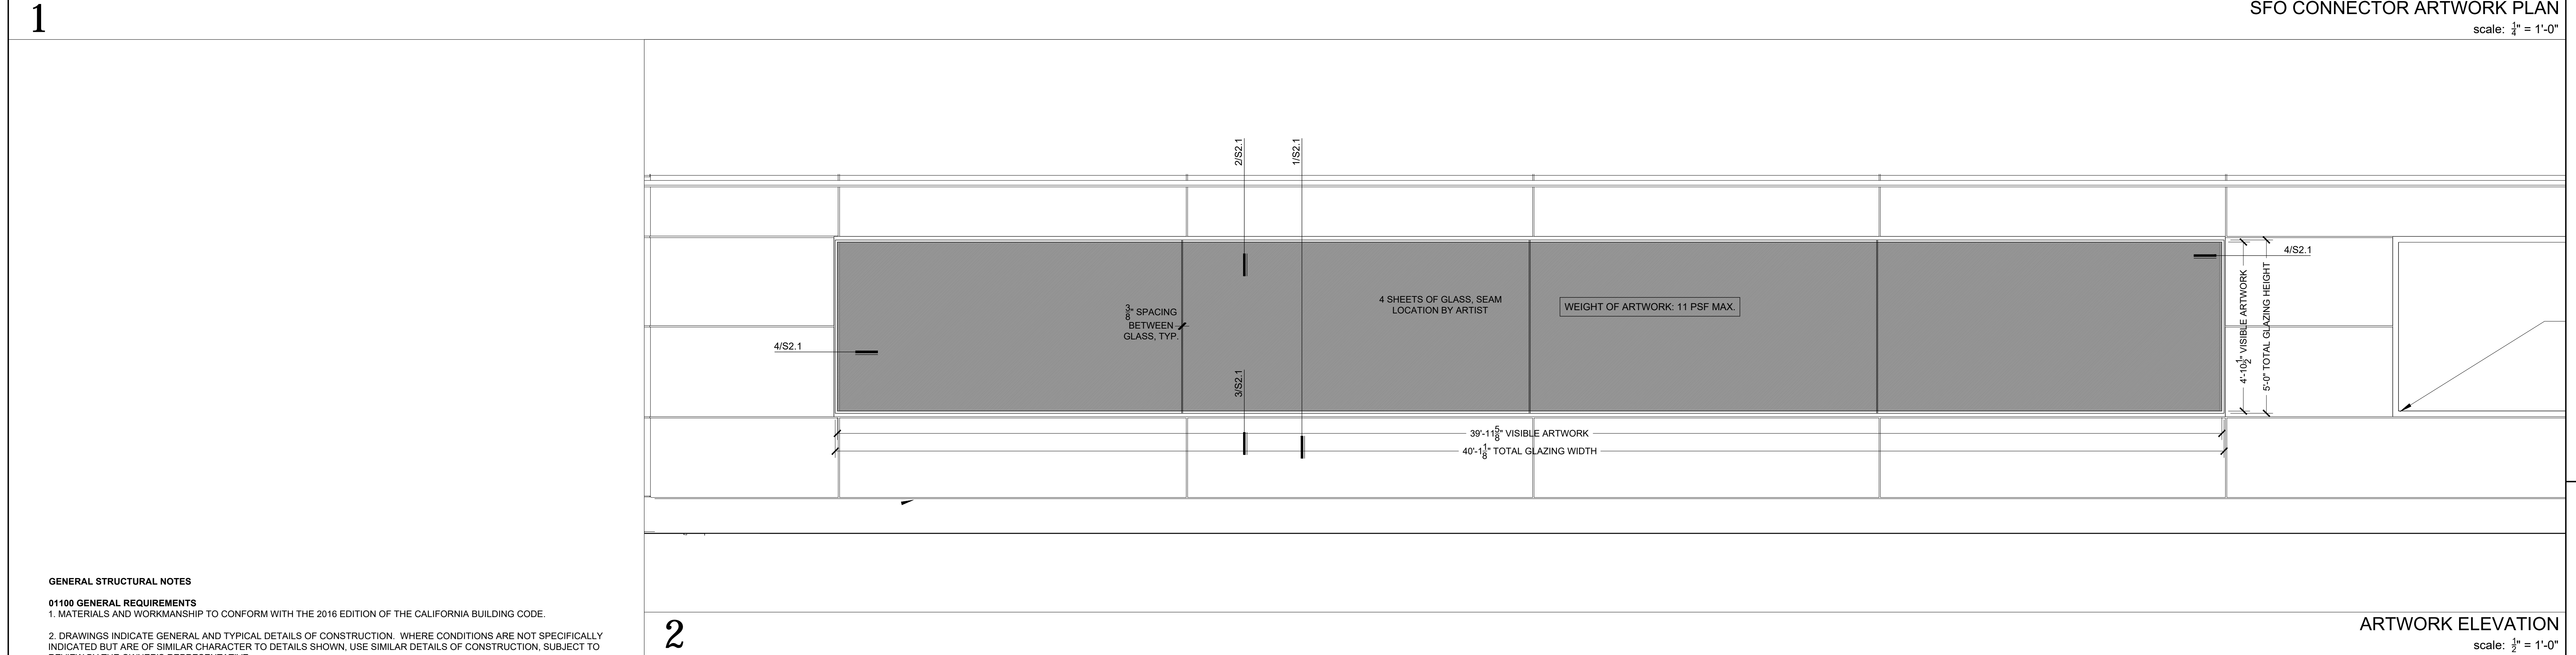 1
SFO CONNECTOR ARTWORK PLAN
scale: 1/4" = 1'-0"
2/S2.1
1/S2.1
4/S2.1
3/8" SPACING
BETWEEN
GLASS, TYP.
4 SHEETS OF GLASS, SEAM
LOCATION BY ARTIST
WEIGHT OF ARTWORK: 11 PSF MAX.
4'-10 1/2" VISIBLE ARTWORK
5'-0" TOTAL GLAZING HEIGHT
4/S2.1
3/S2.1
39'-11 5/8" VISIBLE ARTWORK
40'-1 1/8" TOTAL GLAZING WIDTH
GENERAL STRUCTURAL NOTES
01100 GENERAL REQUIREMENTS
1. MATERIALS AND WORKMANSHIP TO CONFORM WITH THE 2016 EDITION OF THE CALIFORNIA BUILDING CODE.
2. DRAWINGS INDICATE GENERAL AND TYPICAL DETAILS OF CONSTRUCTION. WHERE CONDITIONS ARE NOT SPECIFICALLY
INDICATED BUT ARE OF SIMILAR CHARACTER TO DETAILS SHOWN, USE SIMILAR DETAILS OF CONSTRUCTION, SUBJECT TO
2
ARTWORK ELEVATION
scale: 1/2" = 1'-0"